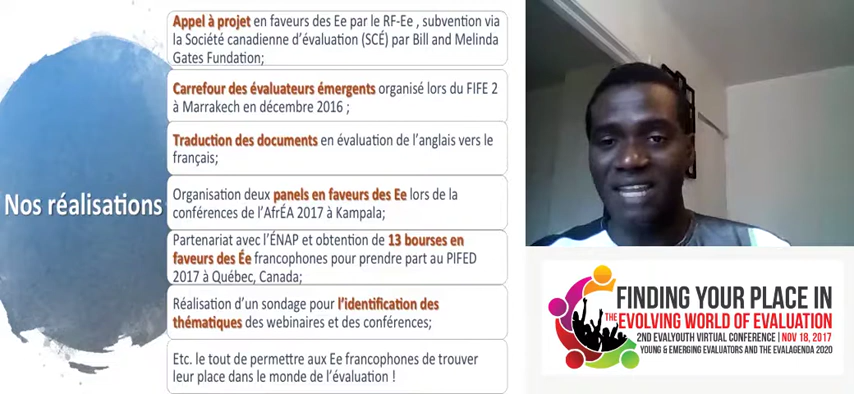 Nos réalisations
Appel à projet en faveurs des Ee par le RF-Ee , subvention via
la Société canadienne d'évaluation (SCÉ) par Bill and Melinda
Gates Fundation;
Carrefour des évaluateurs émergents organisé lors du FIFE 2
à Marrakech en décembre 2016 ;
Traduction des documents en évaluation de l'anglais vers le
français;
Organisation deux panels en faveurs des Ee lors de la
conférences de l'AfrÉA 2017 à Kampala;
Partenariat avec l'ÉNAP et obtention de 13 bourses en
faveurs des Ée francophones pour prendre part au PIFED
2017 à Québec, Canada;
Réalisation d'un sondage pour l'identification des
thématiques des webinaires et des conférences;
Etc. le tout de permettre aux Ee francophones de trouver
leur place dans le monde de l'évaluation !
FINDING YOUR PLACE IN
THE EVOLVING WORLD OF EVALUATION
2ND EVALYOUTH VIRTUAL CONFERENCE | NOV 18, 2017
YOUNG & EMERGING EVALUATORS AND THE EVALAGENDA 2020